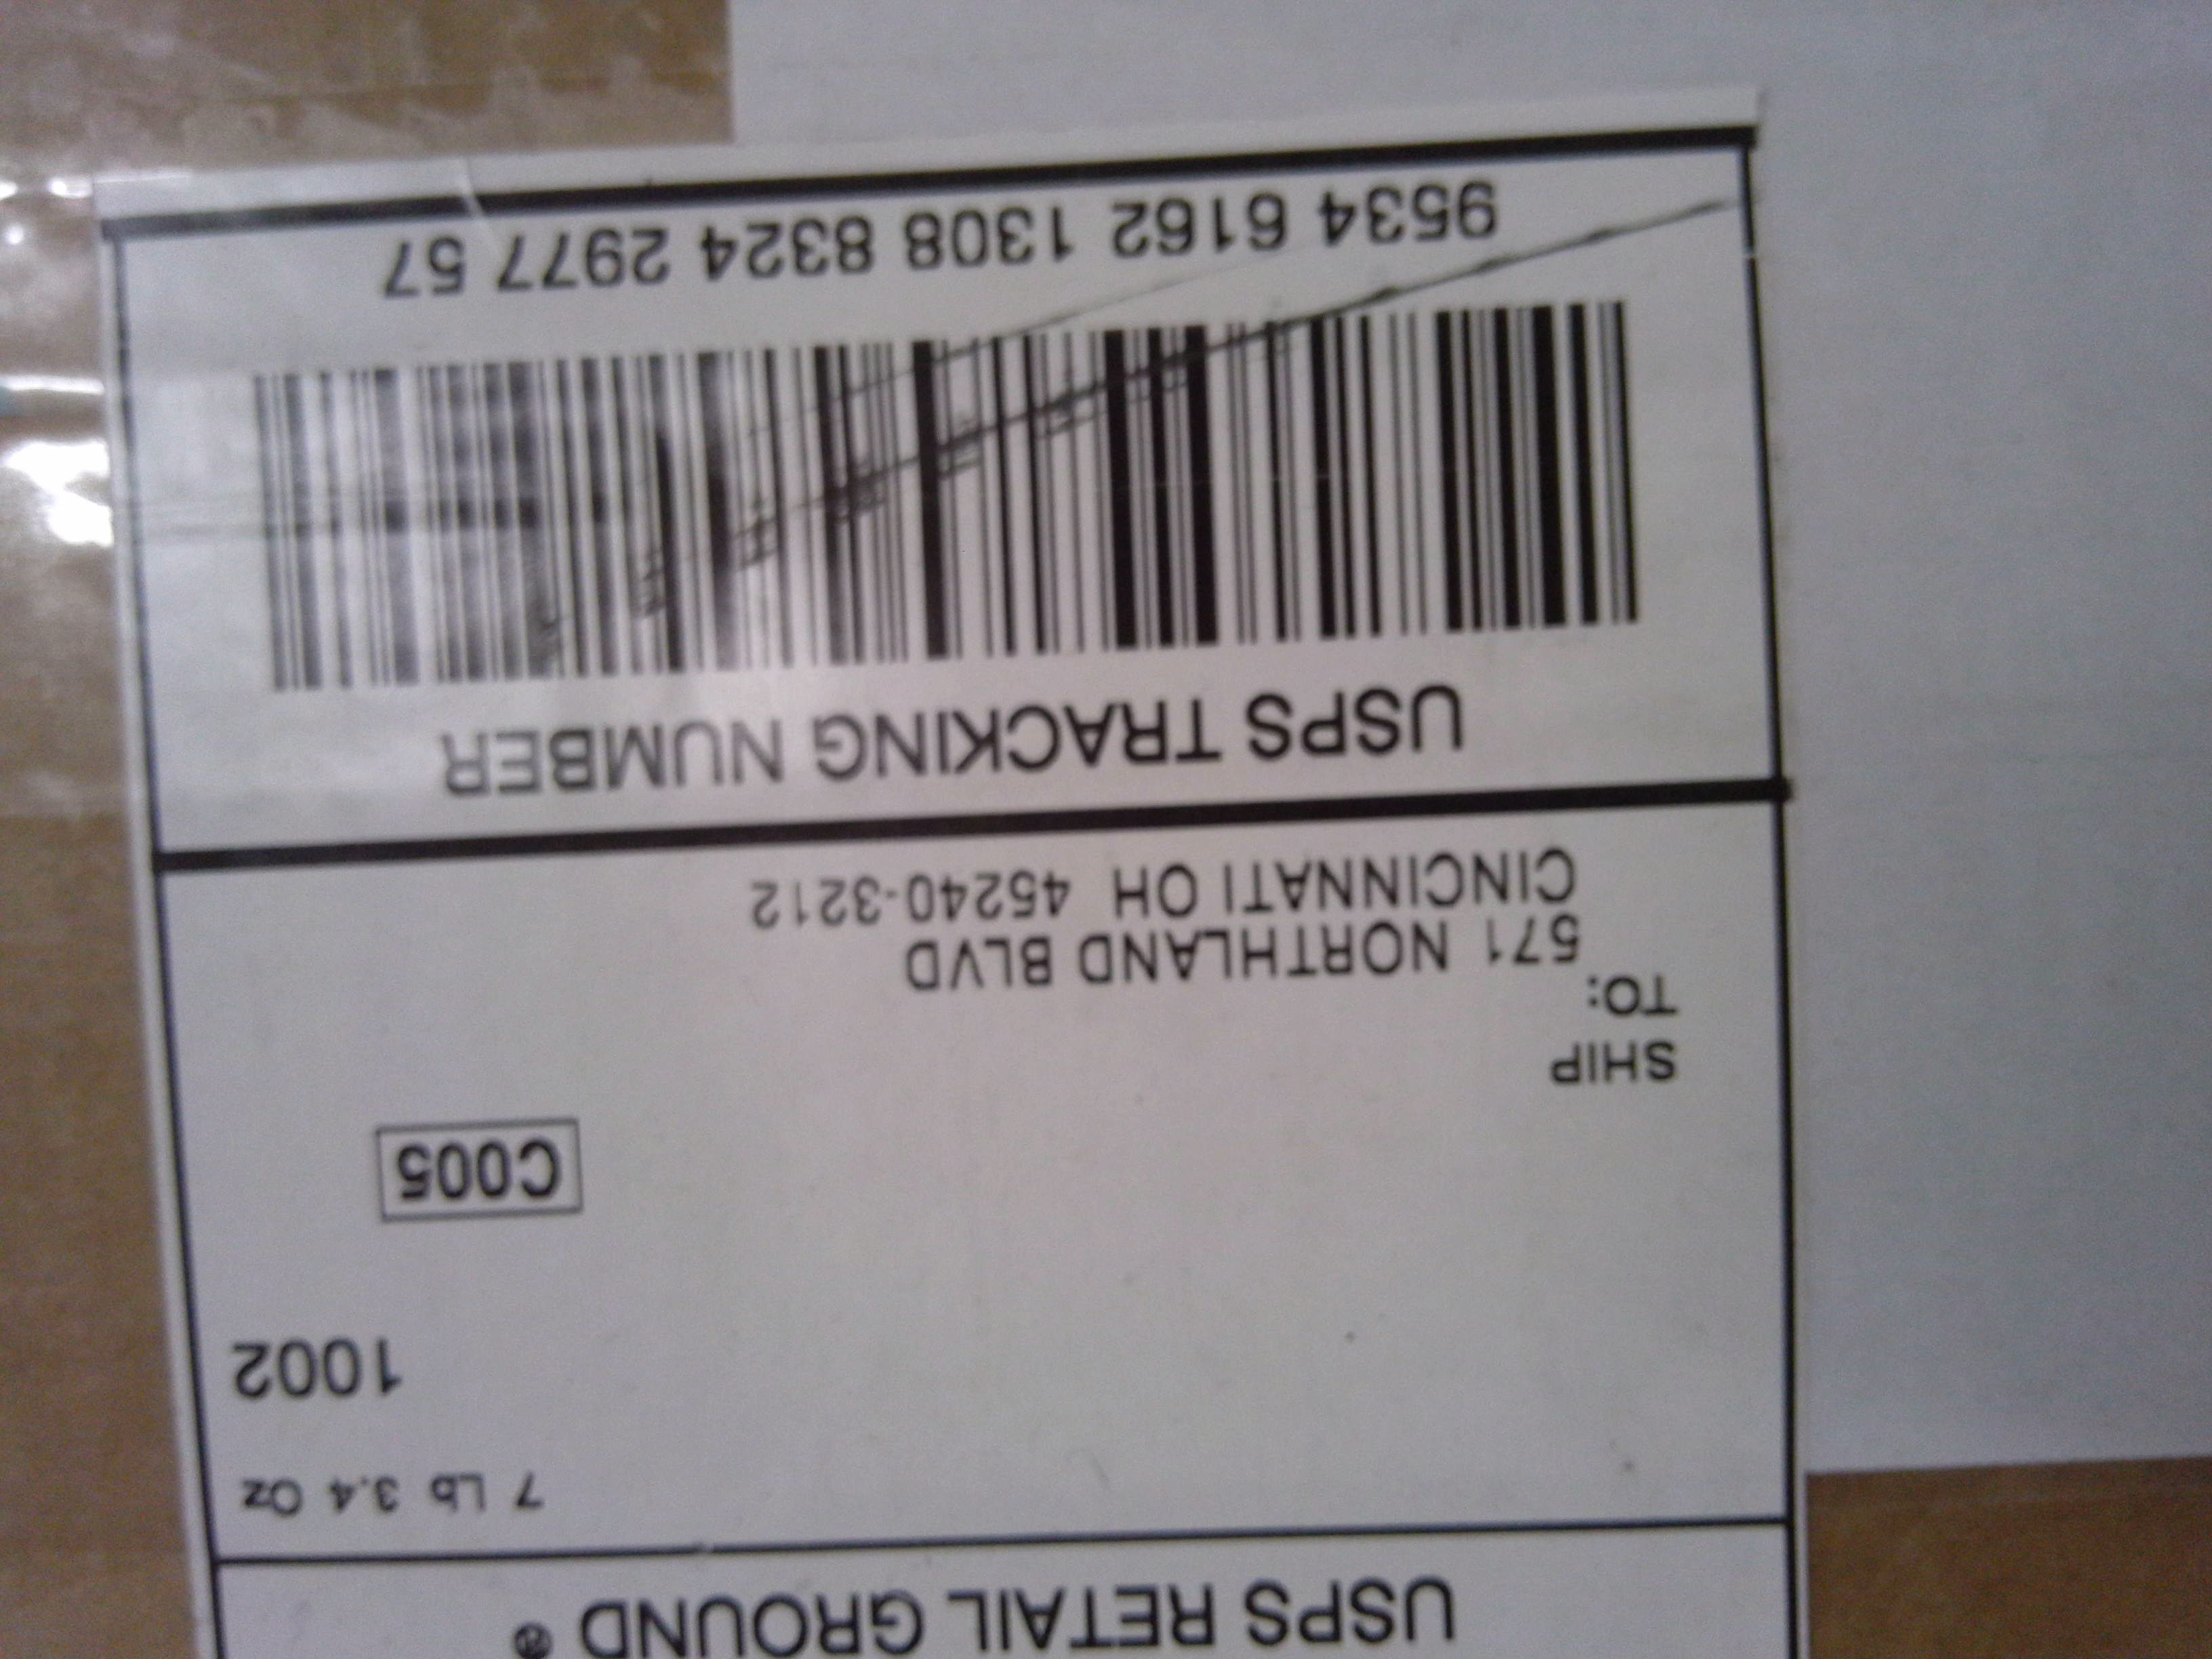 USPS RETAIL GROUND ®
7 Lb 3.4 Oz
1002
C005
SHIP
TO:
571 NORTHLAND BLVD
CINCINNATI OH 45240-3212
USPS TRACKING NUMBER
9534 6162 1308 8324 2977 57